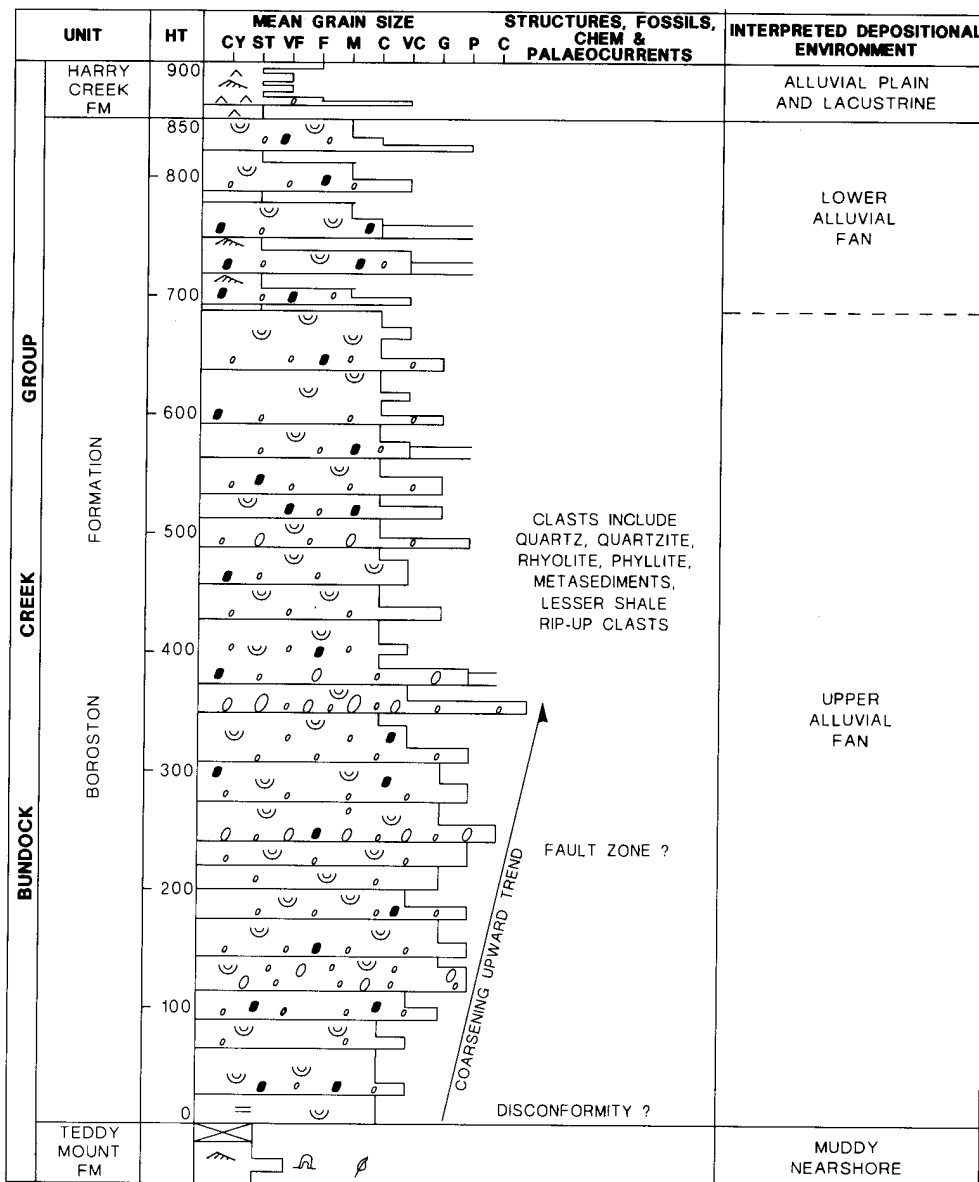 UNIT
HT
MEAN GRAIN SIZE
CY ST VF F M C VC G P C
STRUCTURES, FOSSILS,
CHEM &
PALAEOCURRENTS
INTERPRETED DEPOSITIONAL
ENVIRONMENT
BUNDOCK CREEK GROUP
HARRY
CREEK
FM
900
ALLUVIAL PLAIN
AND LACUSTRINE
BOROSTON FORMATION
850
800
700
600
500
400
300
200
100
0
LOWER
ALLUVIAL
FAN
CLASTS INCLUDE
QUARTZ, QUARTZITE,
RHYOLITE, PHYLLITE,
METASEDIMENTS,
LESSER SHALE
RIP-UP CLASTS
UPPER
ALLUVIAL
FAN
FAULT ZONE ?
COARSENING UPWARD TREND
DISCONFORMITY ?
TEDDY
MOUNT
FM
MUDDY
NEARSHORE